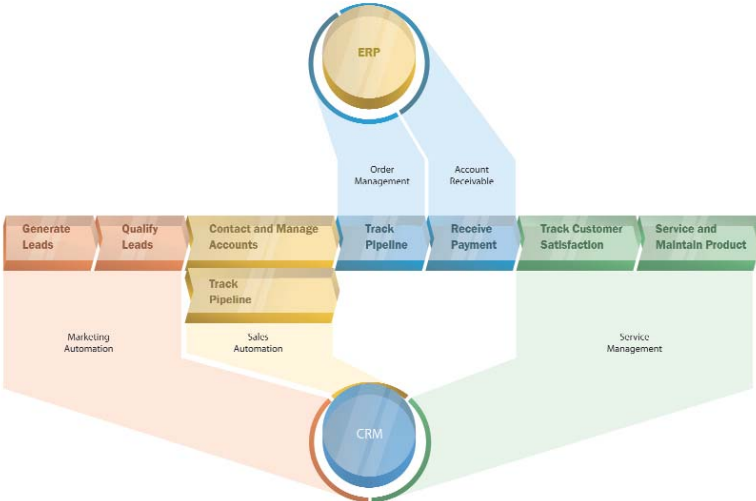 ERP
Order
Management
Account
Receivable
Generate
Leads
Qualify
Leads
Contact and Manage
Accounts
Track
Pipeline
Receive
Payment
Track Customer
Satisfaction
Service and
Maintain Product
Track
Pipeline
Marketing
Automation
Sales
Automation
Service
Management
CRM